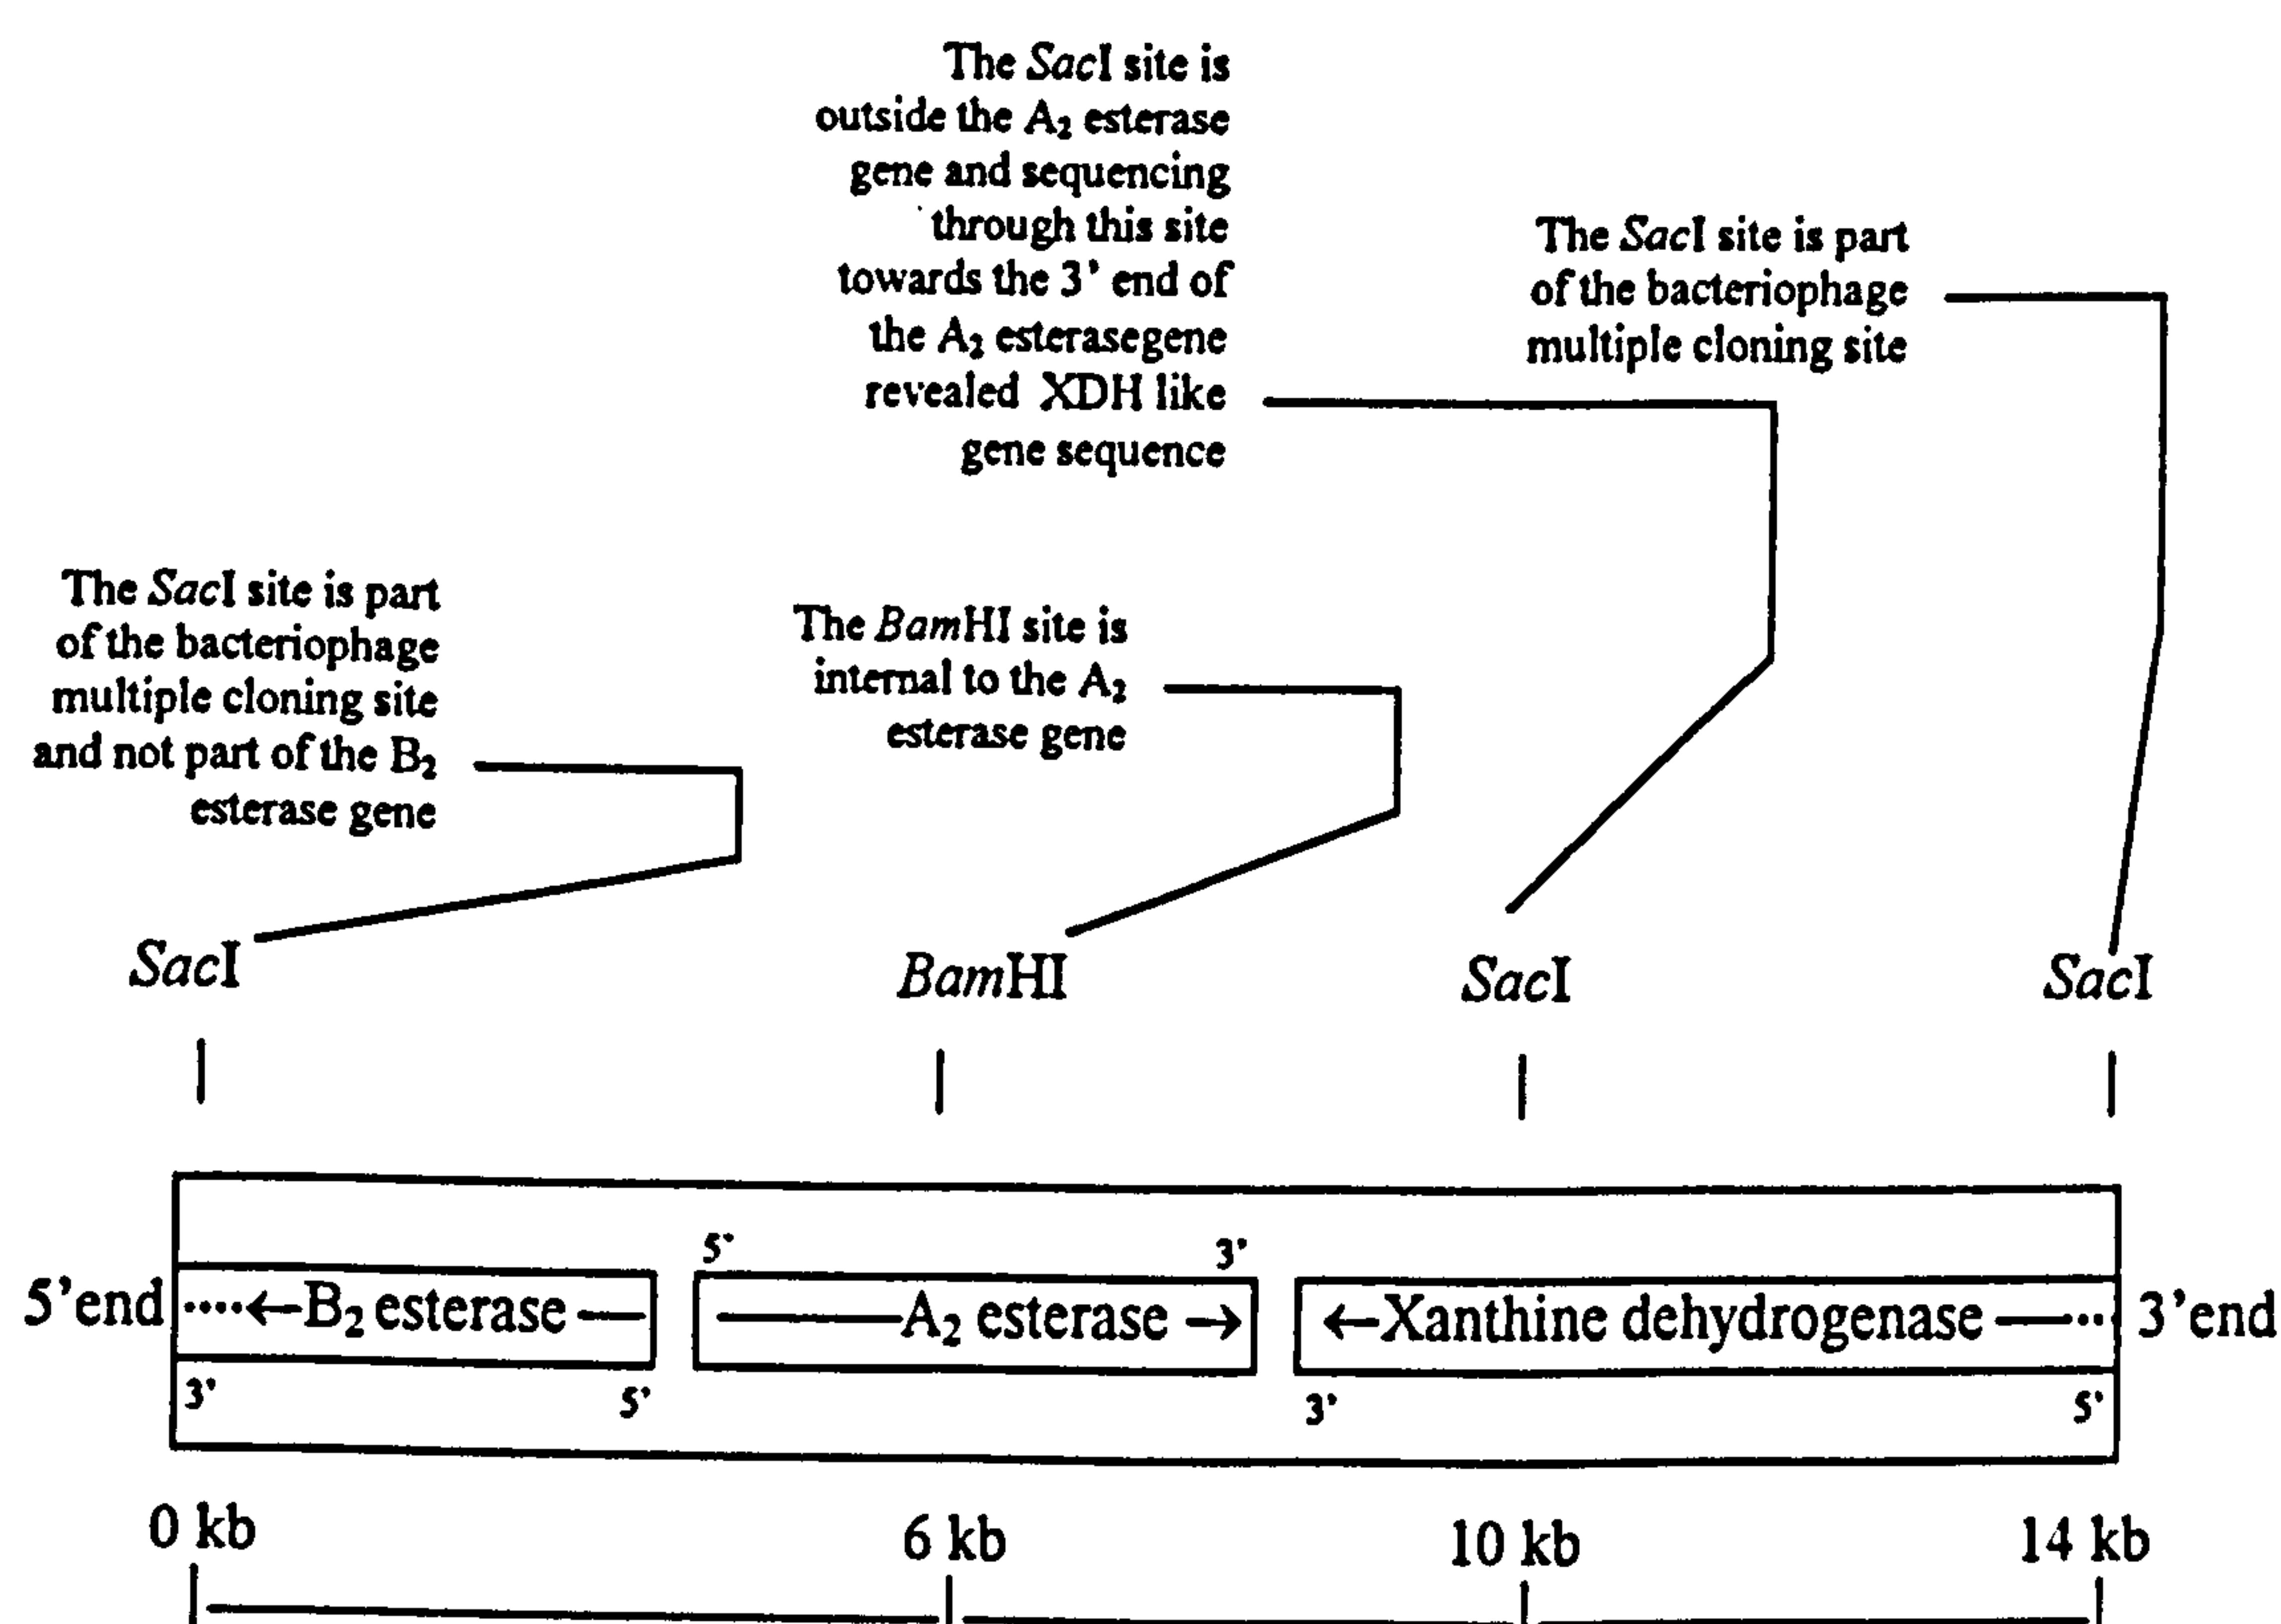 The SacI site is
outside the A₂ esterase
gene and sequencing
through this site
towards the 3' end of
the A₂ esterasegene
revealed XDH like
gene sequence
The SacI site is part
of the bacteriophage
multiple cloning site
The SacI site is part
of the bacteriophage
multiple cloning site
and not part of the B₂
esterase gene
The BamHI site is
internal to the A₂
esterase gene
SacI
BamHI
SacI
SacI
5' 3'
5'end ....←B₂ esterase — ——A₂ esterase → ←Xanthine dehydrogenase —... 3'end
3' 5' 3' 5'
0 kb 6 kb 10 kb 14 kb